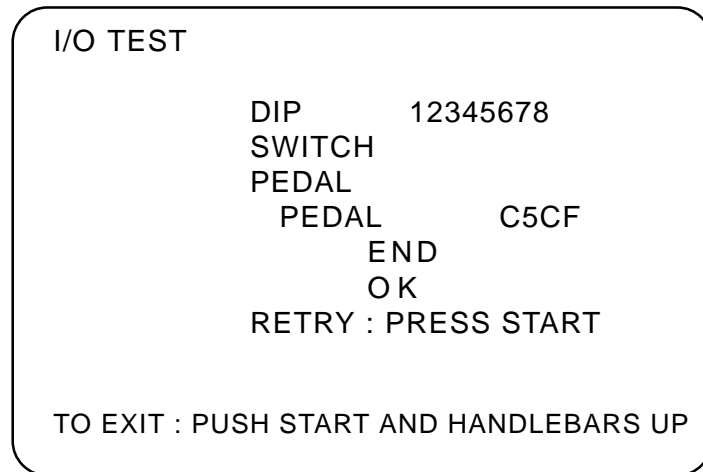 I/O TEST
DIP 12345678
SWITCH
PEDAL
PEDAL C5CF
END
OK
RETRY : PRESS START
TO EXIT : PUSH START AND HANDLEBARS UP